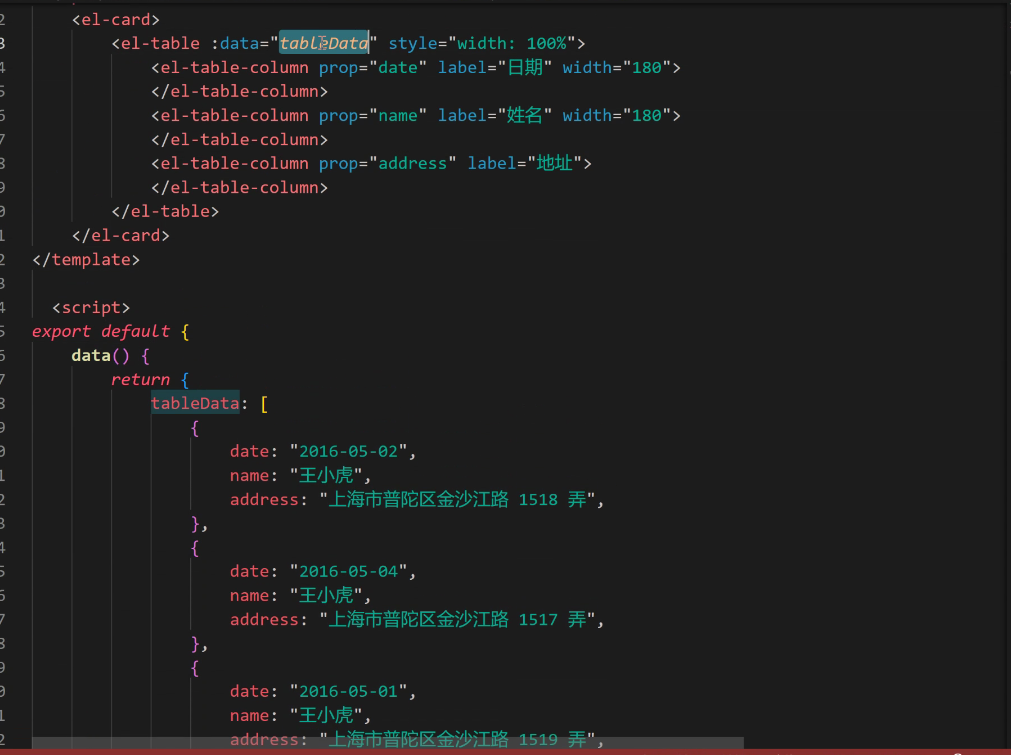 2 <el-card>
3 <el-table :data="tableData" style="width: 100%">
4 <el-table-column prop="date" label="日期" width="180">
5 </el-table-column>
6 <el-table-column prop="name" label="姓名" width="180">
7 </el-table-column>
8 <el-table-column prop="address" label="地址">
9 </el-table-column>
0 </el-table>
1 </el-card>
2 </template>
3
4 <script>
5 export default {
6 data() {
7 return {
8 tableData: [
9 {
0 date: "2016-05-02",
1 name: "王小虎",
2 address: "上海市普陀区金沙江路 1518 弄",
3 },
4 {
5 date: "2016-05-04",
6 name: "王小虎",
7 address: "上海市普陀区金沙江路 1517 弄",
8 },
9 {
0 date: "2016-05-01",
1 name: "王小虎",
2 address: "上海市普陀区金沙江路 1519 弄",